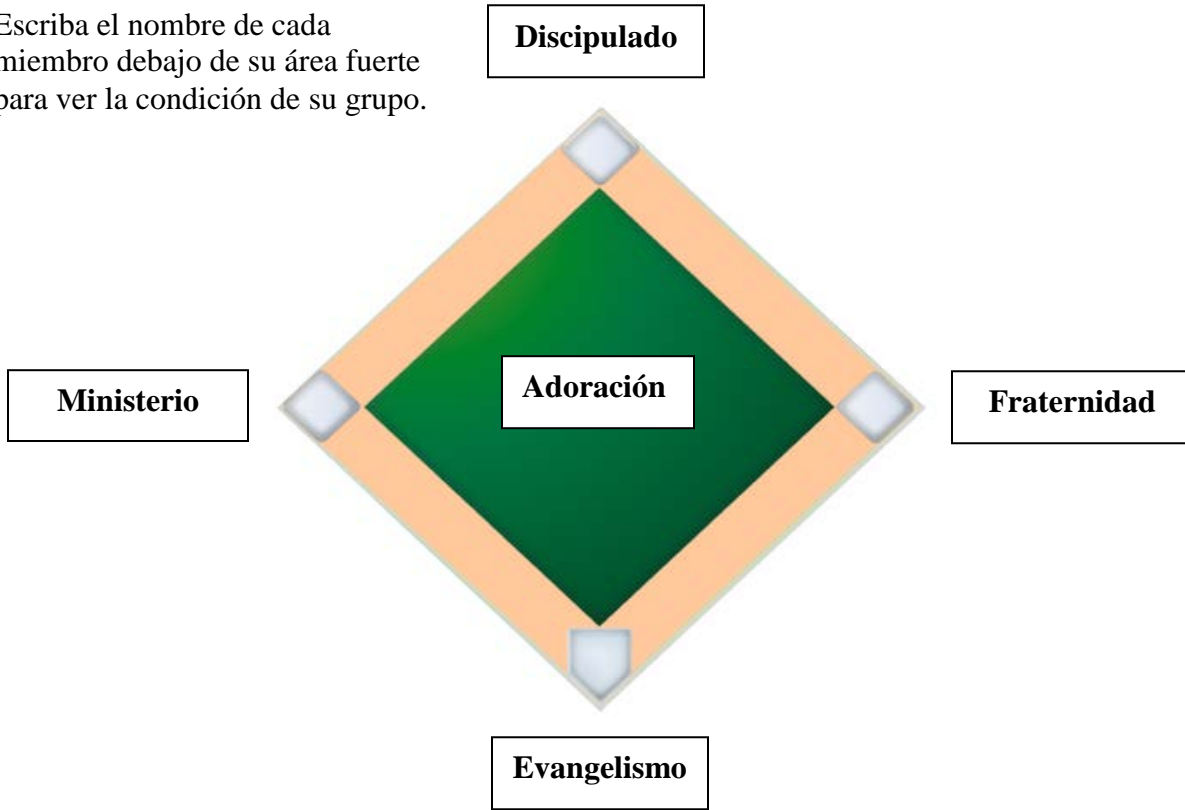 Escriba el nombre de cada
miembro debajo de su área fuerte
para ver la condición de su grupo.
Discipulado
Ministerio
Adoración
Fraternidad
Evangelismo